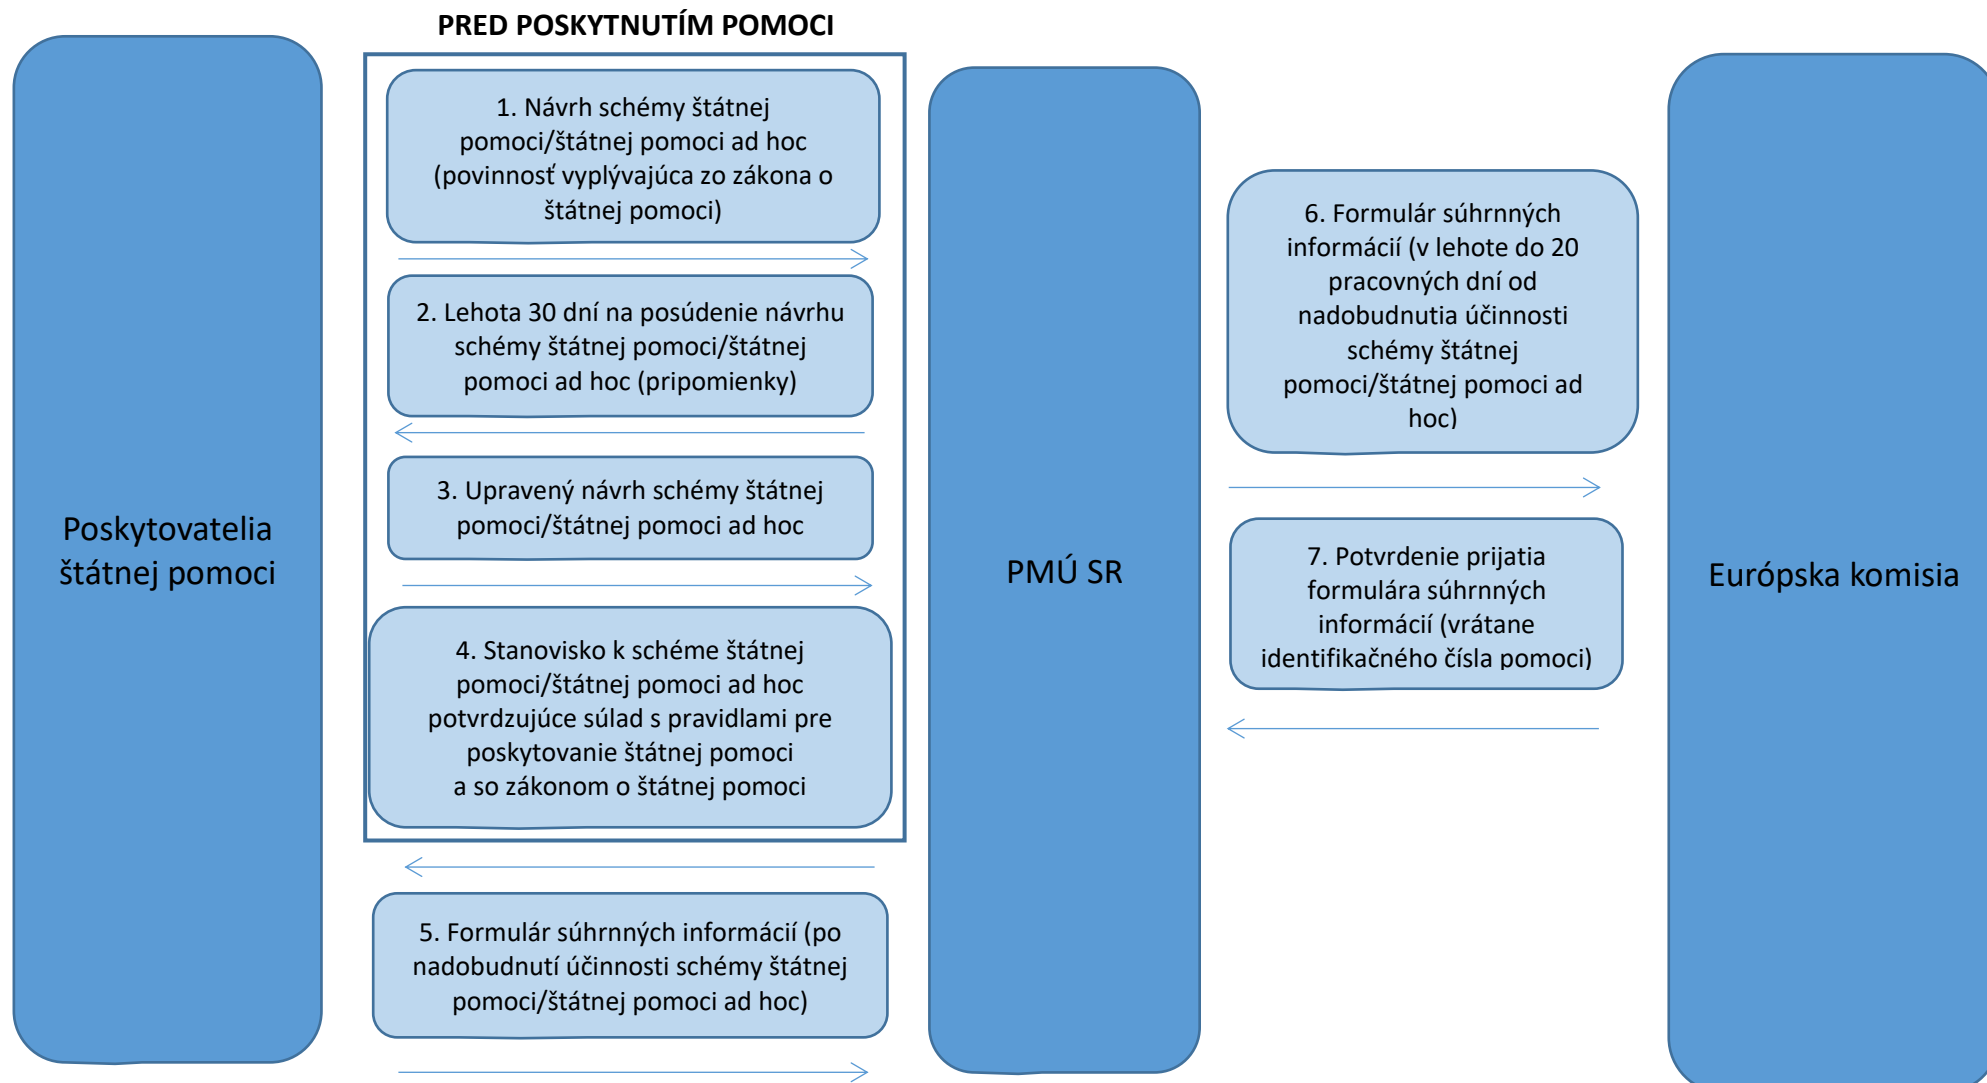 PRED POSKYTNUTÍM POMOCI
Poskytovatelia
štátnej pomoci
1. Návrh schémy štátnej
pomoci/štátnej pomoci ad hoc
(povinnosť vyplývajúca zo zákona o
štátnej pomoci)
2. Lehota 30 dní na posúdenie návrhu
schémy štátnej pomoci/štátnej
pomoci ad hoc (pripomienky)
3. Upravený návrh schémy štátnej
pomoci/štátnej pomoci ad hoc
4. Stanovisko k schéme štátnej
pomoci/štátnej pomoci ad hoc
potvrdzujúce súlad s pravidlami pre
poskytovanie štátnej pomoci
a so zákonom o štátnej pomoci
5. Formulár súhrnných informácií (po
nadobudnutí účinnosti schémy štátnej
pomoci/štátnej pomoci ad hoc)
PMÚ SR
6. Formulár súhrnných
informácií (v lehote do 20
pracovných dní od
nadobudnutia účinnosti
schémy štátnej
pomoci/štátnej pomoci ad
hoc)
7. Potvrdenie prijatia
formulára súhrnných
informácií (vrátane
identifikačného čísla pomoci)
Európska komisia